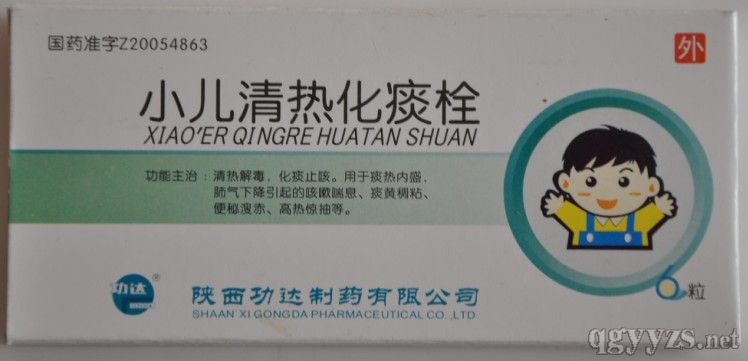 国药准字Z20054863
外
小儿清热化痰栓
XIAO'ER QINGRE HUATAN SHUAN
功能主治：清热解毒，化痰止咳。用于痰热内盛，
肺气下降引起的咳嗽喘息、痰黄稠粘、
便秘溲赤、高热惊抽等。
功达®
陕西功达制药有限公司
SHAAN'XI GONGDA PHARMACEUTICAL CO.,LTD
6粒
qgyyzs.net